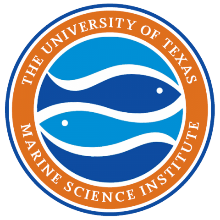 THE UNIVERSITY OF TEXAS
MARINE SCIENCE INSTITUTE